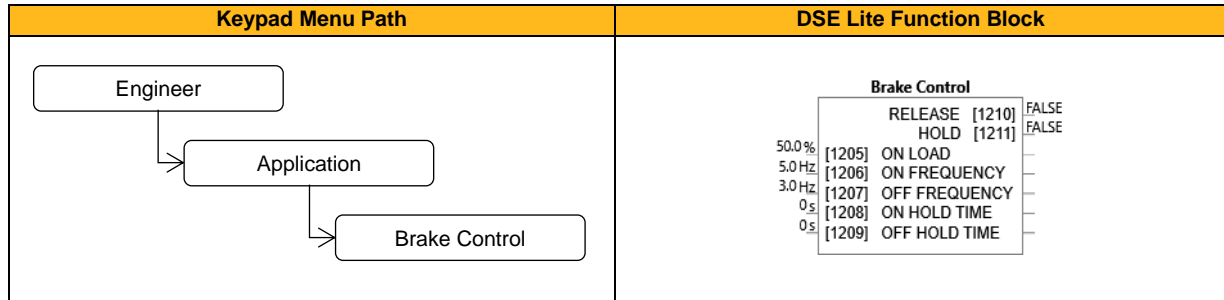 Keypad Menu Path
DSE Lite Function Block
Engineer
Application
Brake Control
Brake Control
RELEASE [1210] FALSE
HOLD [1211] FALSE
50.0 % [1205] ON LOAD
5.0 Hz [1206] ON FREQUENCY
3.0 Hz [1207] OFF FREQUENCY
0 s [1208] ON HOLD TIME
0 s [1209] OFF HOLD TIME